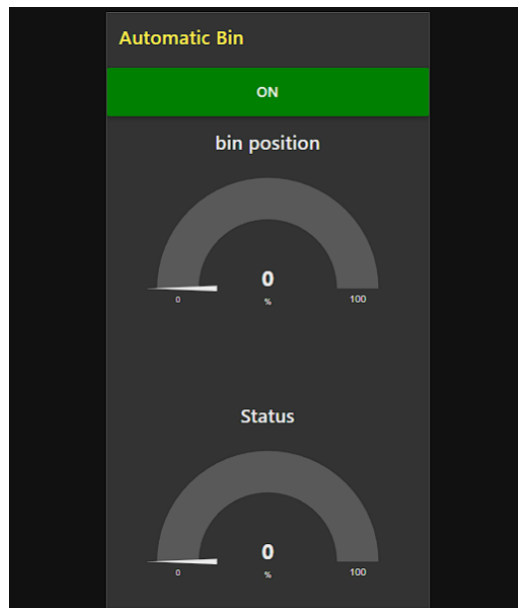 Automatic Bin
ON
bin position
0
0 % 100
Status
0
0 % 100